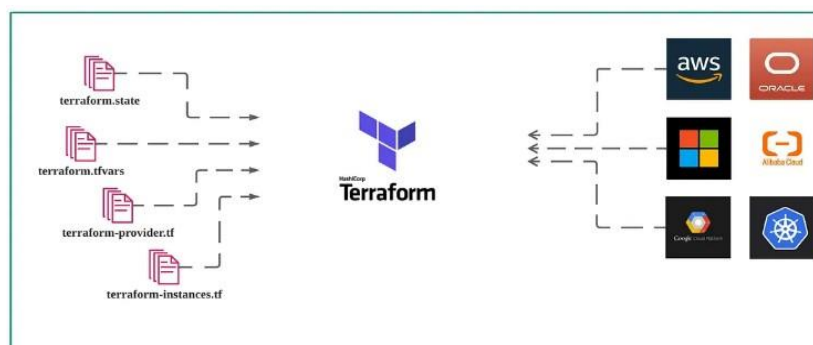 terraform.state
terraform.tfvars
terraform-provider.tf
terraform-instances.tf
HashiCorp
Terraform
aws
ORACLE
Alibaba Cloud
Google Cloud Platform